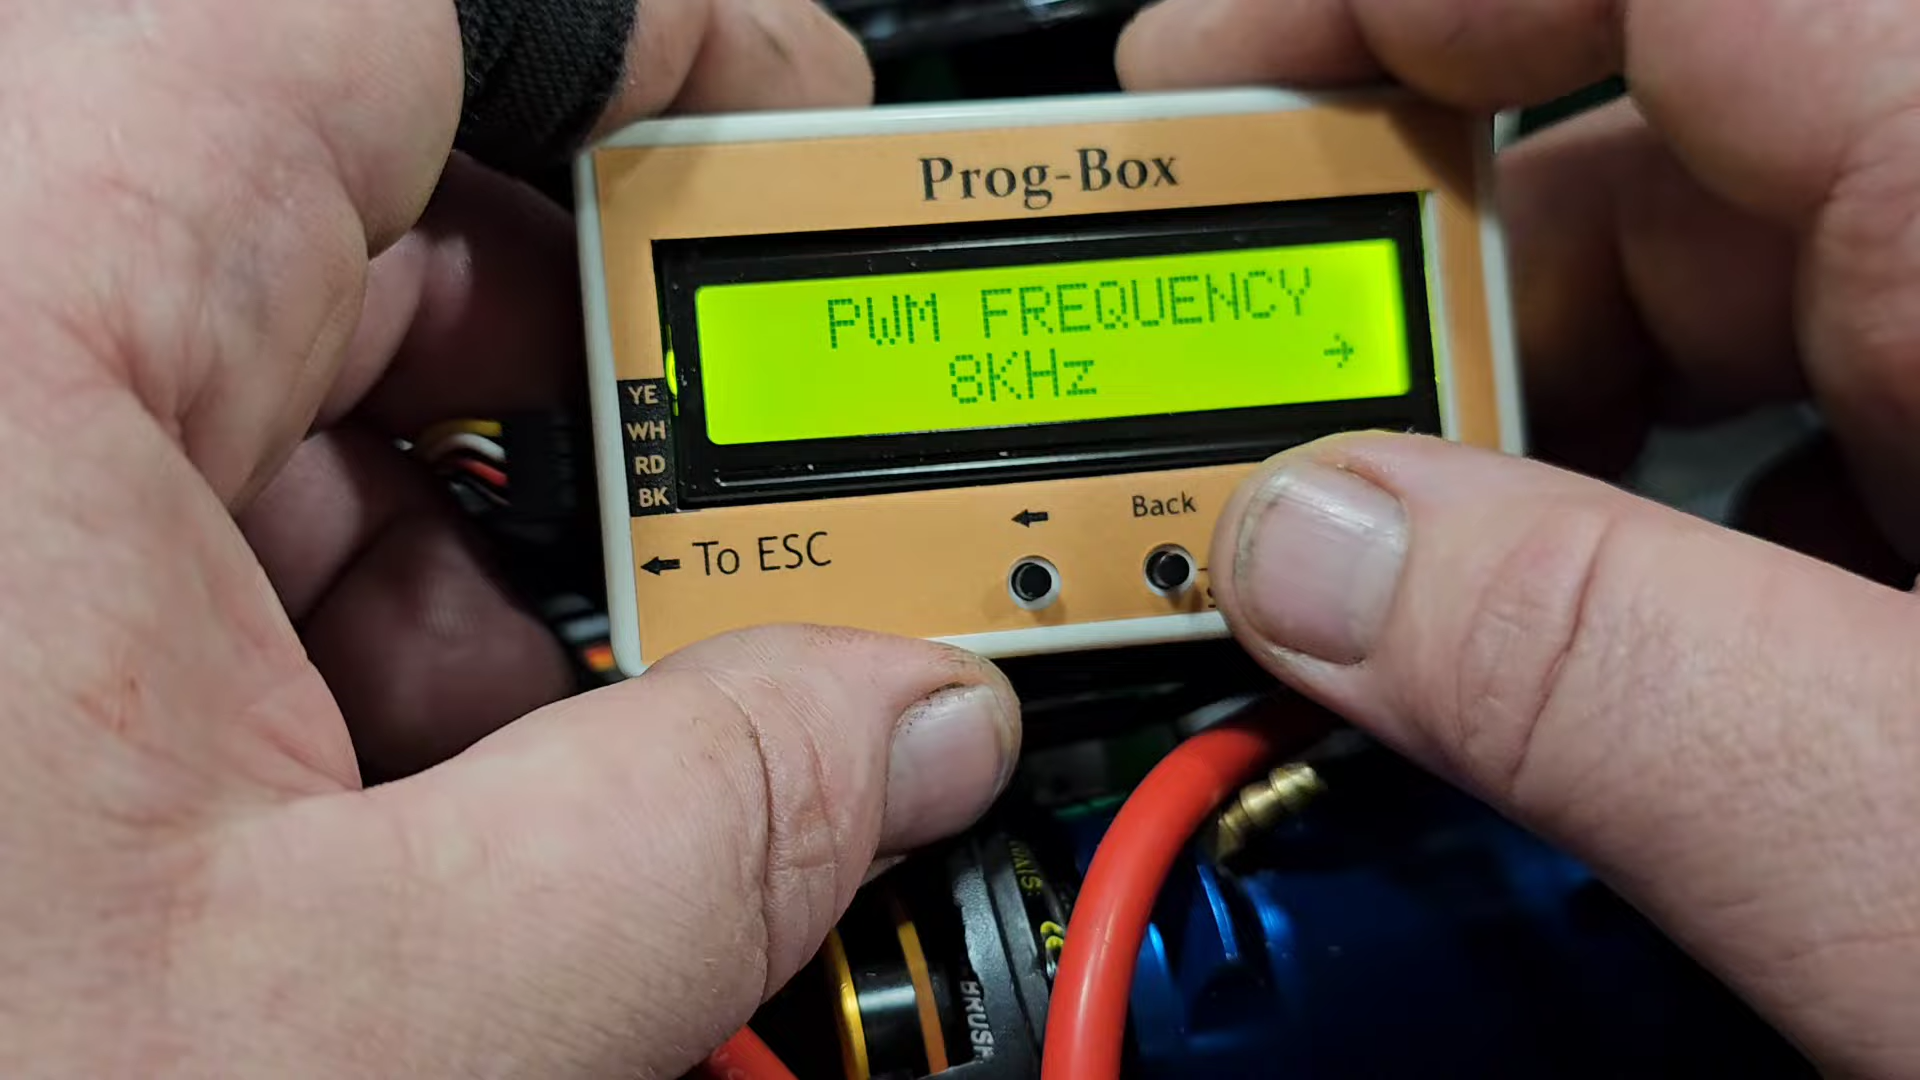 Prog-Box
PWM FREQUENCY
8KHz →
YE
WH
RD
BK
← To ESC
←
Back